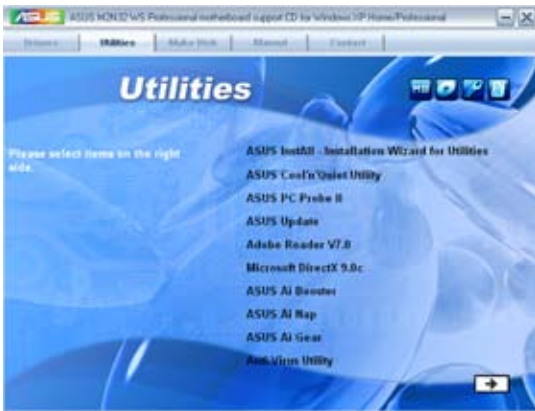 ASUS M2N32 WS Professional motherboard support CD for Windows XP Home/Professional
Drivers Utilities Make Disk Manual Contact
Utilities
Please select items on the right side.
ASUS InstAll - Installation Wizard for Utilities
ASUS Cool'n'Quiet Utility
ASUS PC Probe II
ASUS Update
Adobe Reader V7.0
Microsoft DirectX 9.0c
ASUS Ai Booster
ASUS Ai Nap
ASUS Ai Gear
Anti-Virus Utility